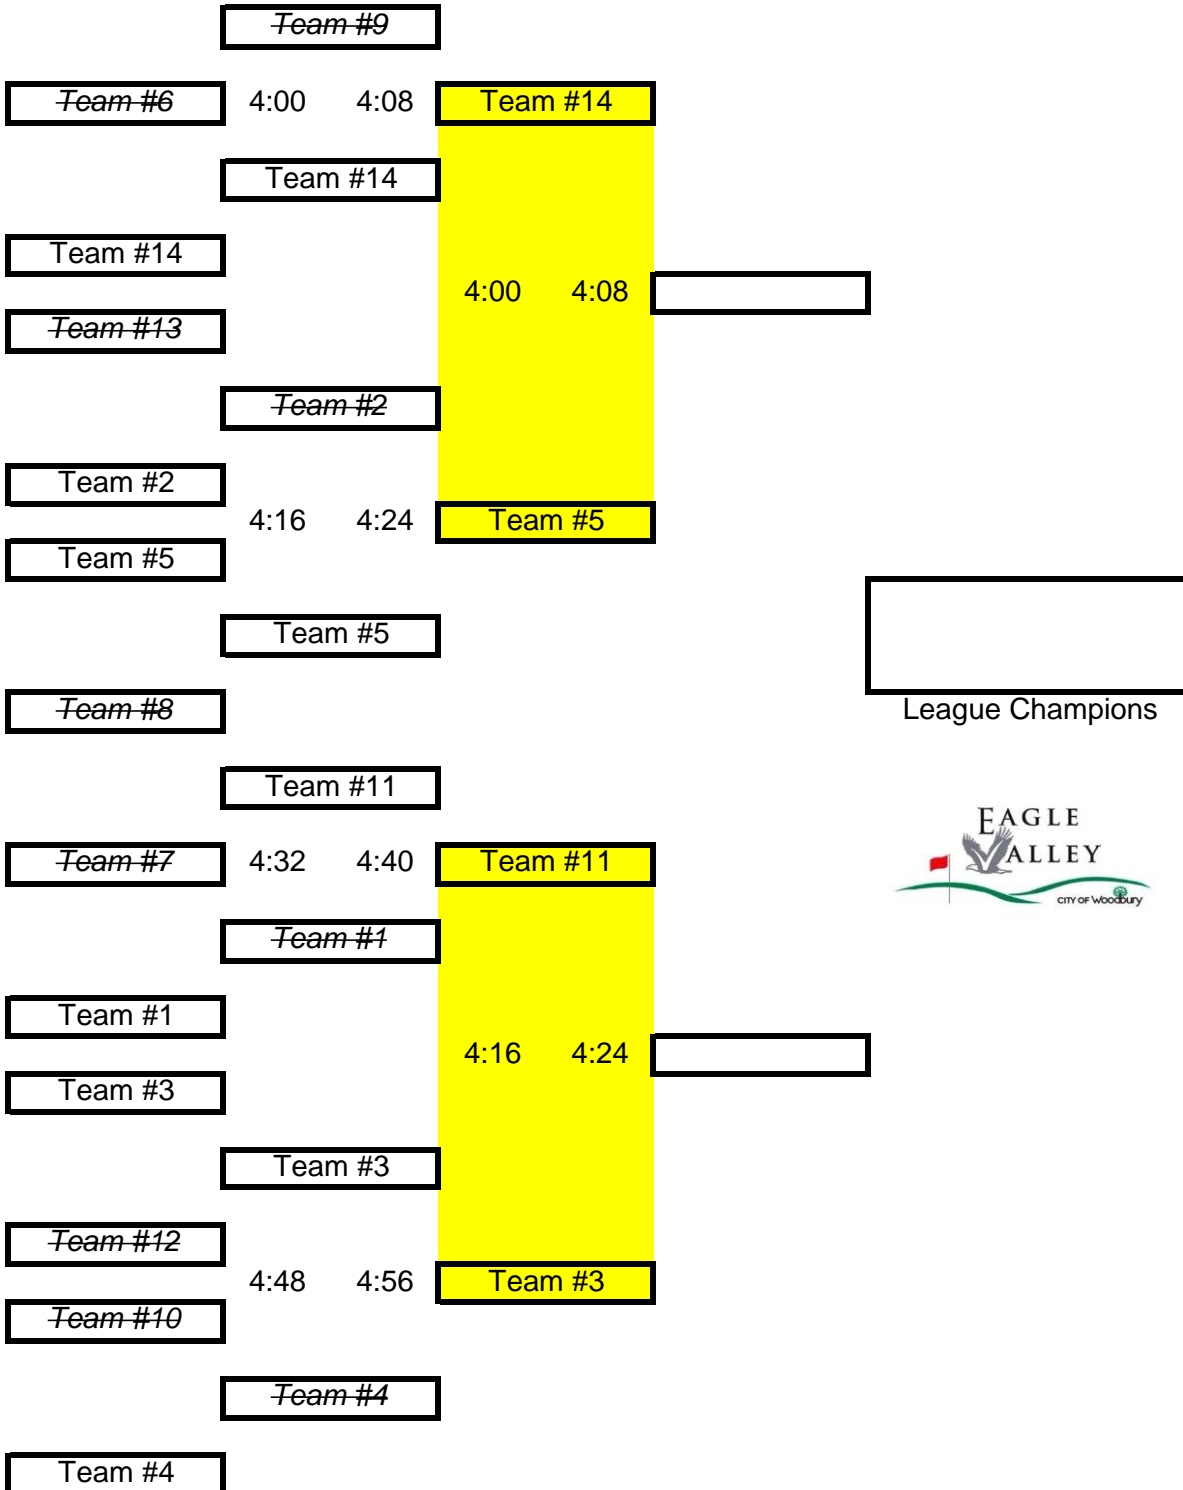 Team #9
Team #6 4:00 4:08 Team #14
Team #14
Team #14
4:00 4:08
Team #13
Team #2
Team #2
4:16 4:24 Team #5
Team #5
Team #5
Team #8 League Champions
Team #11
EAGLE
VALLEY
CITY OF Woodbury
Team #7 4:32 4:40 Team #11
Team #1
Team #1
4:16 4:24
Team #3
Team #3
Team #12
4:48 4:56 Team #3
Team #10
Team #4
Team #4